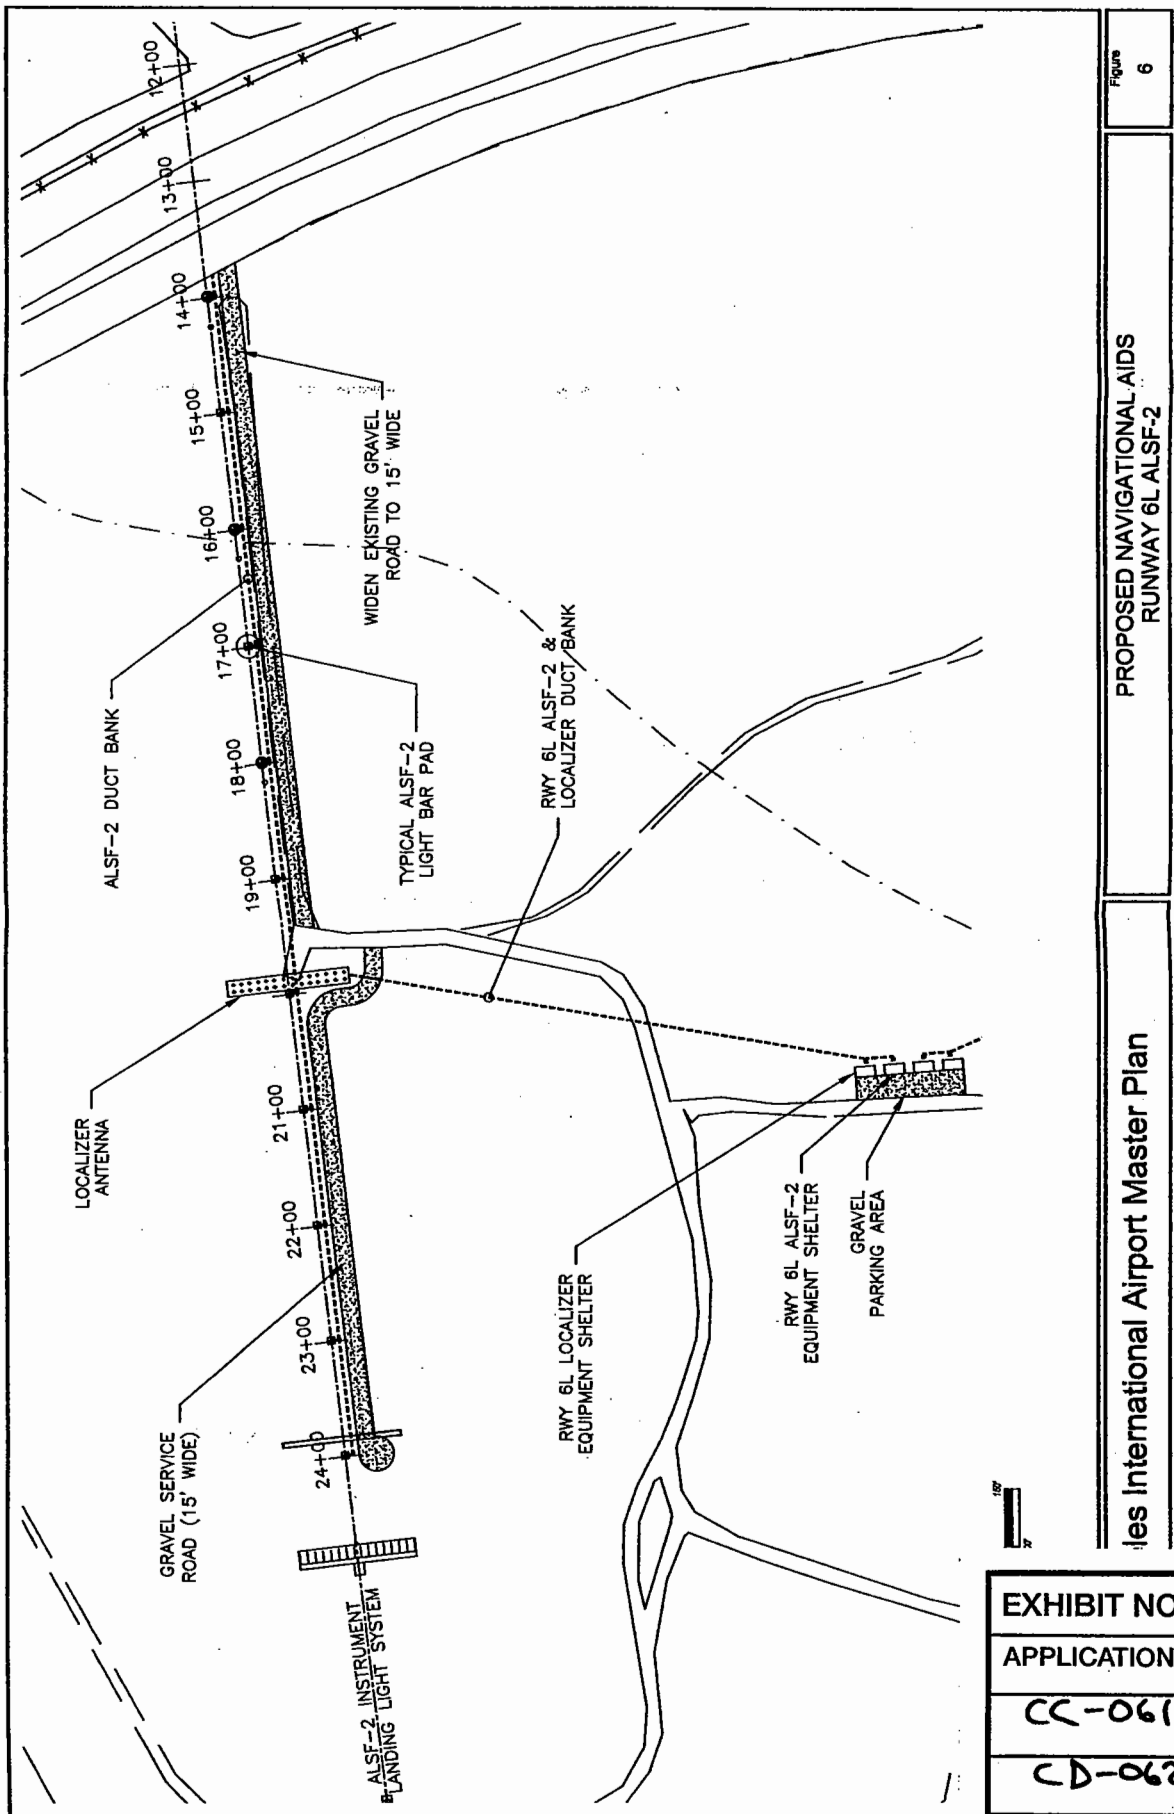 12+00
13+00
14+00
15+00
16+00
17+00
18+00
19+00
21+00
22+00
23+00
24+00
ALSF-2 DUCT BANK
WIDEN EXISTING GRAVEL
ROAD TO 15' WIDE
TYPICAL ALSF-2
LIGHT BAR PAD
RWY 6L ALSF-2 &
LOCALIZER DUCT BANK
LOCALIZER
ANTENNA
GRAVEL SERVICE
ROAD (15' WIDE)
RWY 6L LOCALIZER
EQUIPMENT SHELTER
RWY 6L ALSF-2
EQUIPMENT SHELTER
GRAVEL
PARKING AREA
ALSF-2 INSTRUMENT
LANDING LIGHT SYSTEM
150'
les International Airport Master Plan
PROPOSED NAVIGATIONAL AIDS
RUNWAY 6L ALSF-2
Figure
6
EXHIBIT NO
APPLICATION
CC-061
CD-062